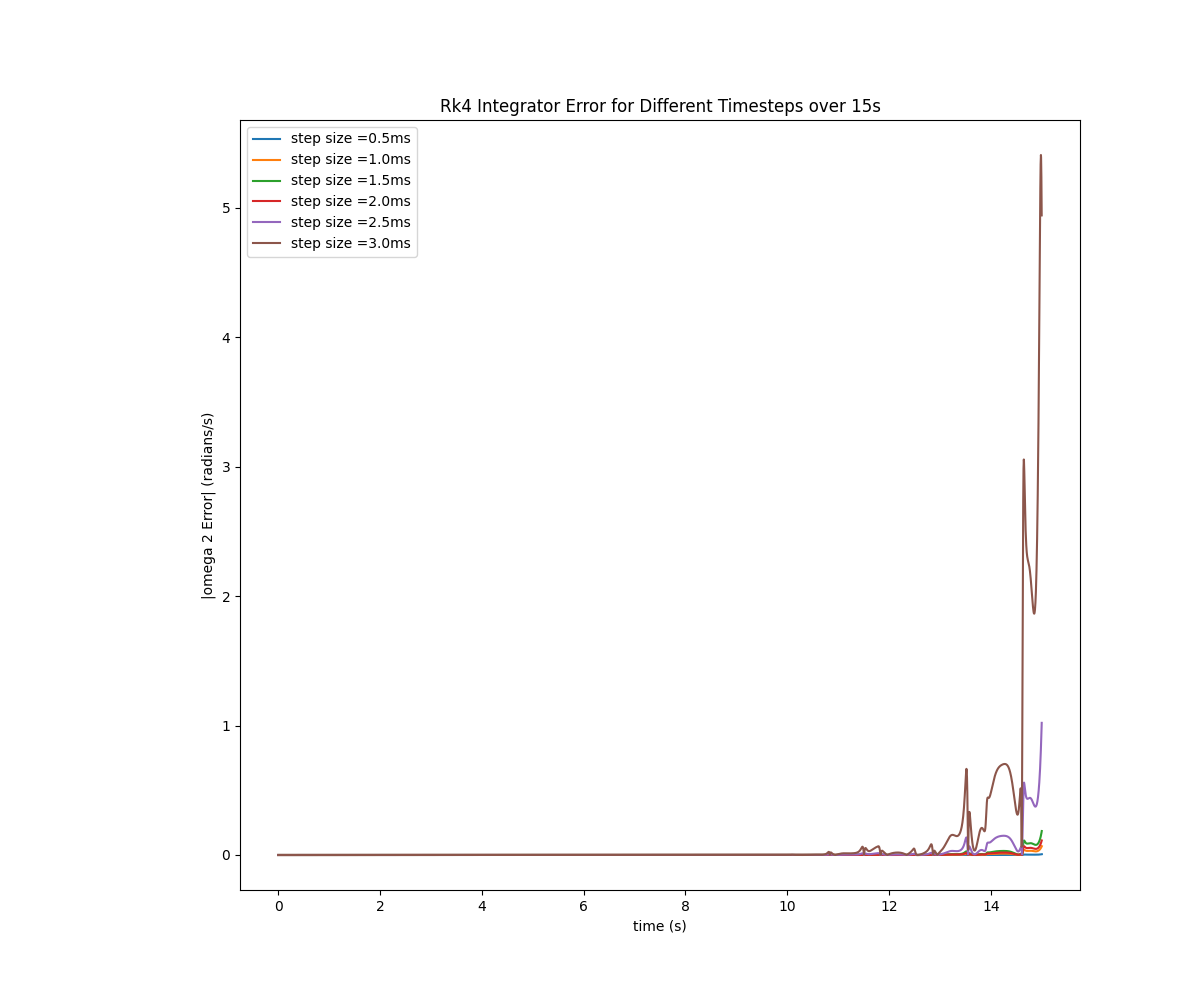 Rk4 Integrator Error for Different Timesteps over 15s
step size =0.5ms
step size =1.0ms
step size =1.5ms
step size =2.0ms
step size =2.5ms
step size =3.0ms
|omega 2 Error| (radians/s)
5
4
3
2
1
0
0 2 4 6 8 10 12 14
time (s)